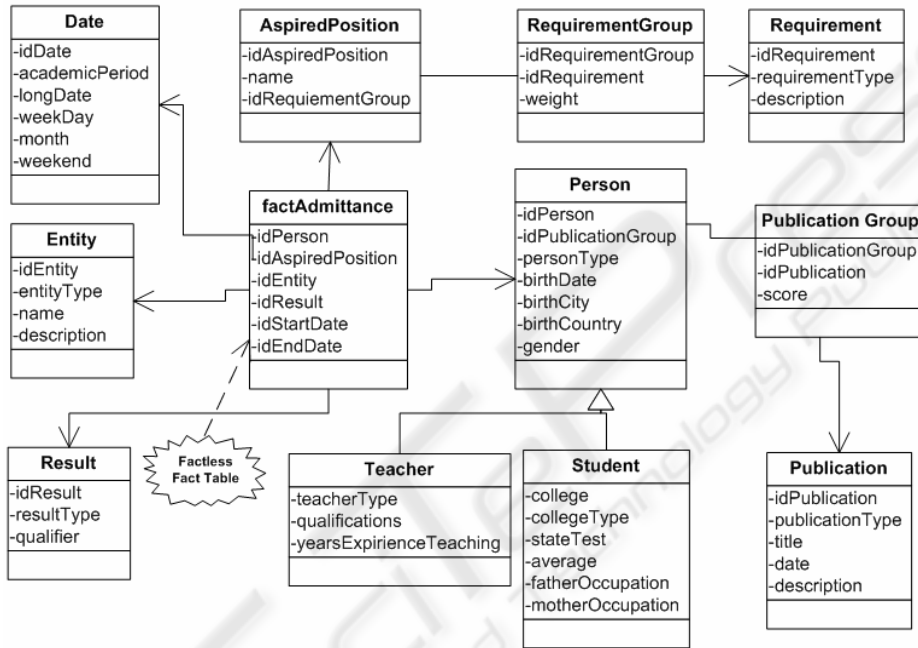 Date
-idDate
-academicPeriod
-longDate
-weekDay
-month
-weekend
AspiredPosition
-idAspiredPosition
-name
-idRequiementGroup
RequirementGroup
-idRequirementGroup
-idRequirement
-weight
Requirement
-idRequirement
-requirementType
-description
Entity
-idEntity
-entityType
-name
-description
factAdmittance
-idPerson
-idAspiredPosition
-idEntity
-idResult
-idStartDate
-idEndDate
Person
-idPerson
-idPublicationGroup
-personType
-birthDate
-birthCity
-birthCountry
-gender
Publication Group
-idPublicationGroup
-idPublication
-score
Result
-idResult
-resultType
-qualifier
Factless
Fact Table
Teacher
-teacherType
-qualifications
-yearsExpirienceTeaching
Student
-college
-collegeType
-stateTest
-average
-fatherOccupation
-motherOccupation
Publication
-idPublication
-publicationType
-title
-date
-description